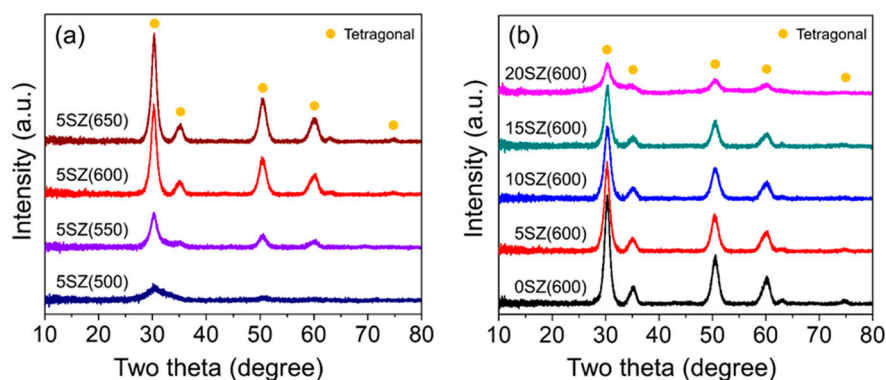 (a)
Tetragonal
5SZ(650)
5SZ(600)
5SZ(550)
5SZ(500)
Intensity (a.u.)
10 20 30 40 50 60 70 80
Two theta (degree)
(b)
Tetragonal
20SZ(600)
15SZ(600)
10SZ(600)
5SZ(600)
0SZ(600)
Intensity (a.u.)
10 20 30 40 50 60 70 80
Two theta (degree)